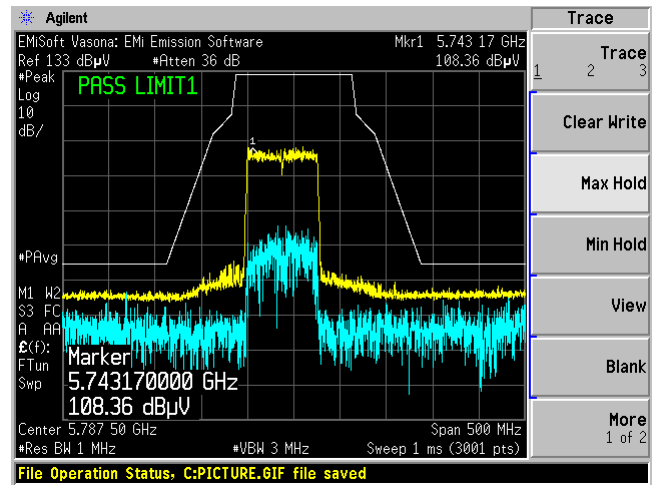 Agilent
Trace
EMiSoft Vasona: EMi Emission Software
Mkr1 5.743 17 GHz
Ref 133 dBµV
#Atten 36 dB
108.36 dBµV
#Peak
Log
10
dB/
PASS LIMIT1
1
#PAvg
M1 W2
S3 FC
A AA
£(f):
FTun
Swp
Marker
5.743170000 GHz
108.36 dBµV
Center 5.787 50 GHz
Span 500 MHz
#Res BW 1 MHz
#VBW 3 MHz
Sweep 1 ms (3001 pts)
Trace
1 2 3
Clear Write
Max Hold
Min Hold
View
Blank
More
1 of 2
File Operation Status, C:PICTURE.GIF file saved